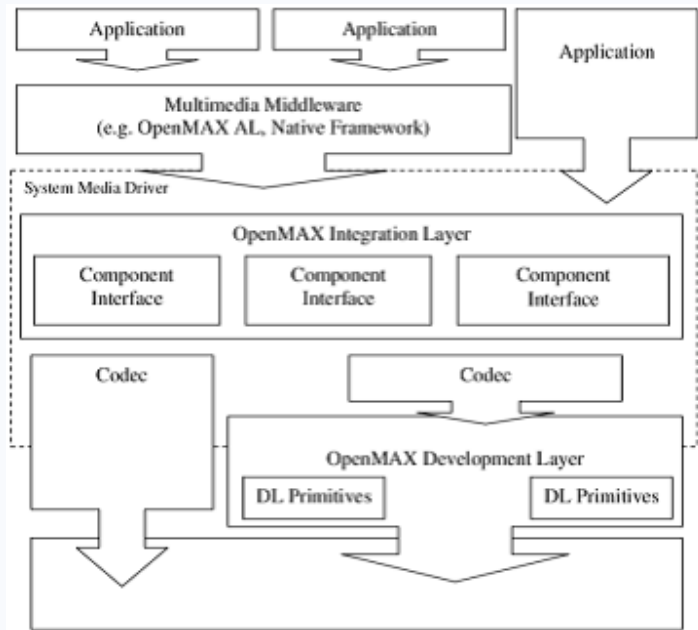 Application
Application
Application
Multimedia Middleware
(e.g. OpenMAX AL, Native Framework)
System Media Driver
OpenMAX Integration Layer
Component
Interface
Component
Interface
Component
Interface
Codec
Codec
OpenMAX Development Layer
DL Primitives
DL Primitives